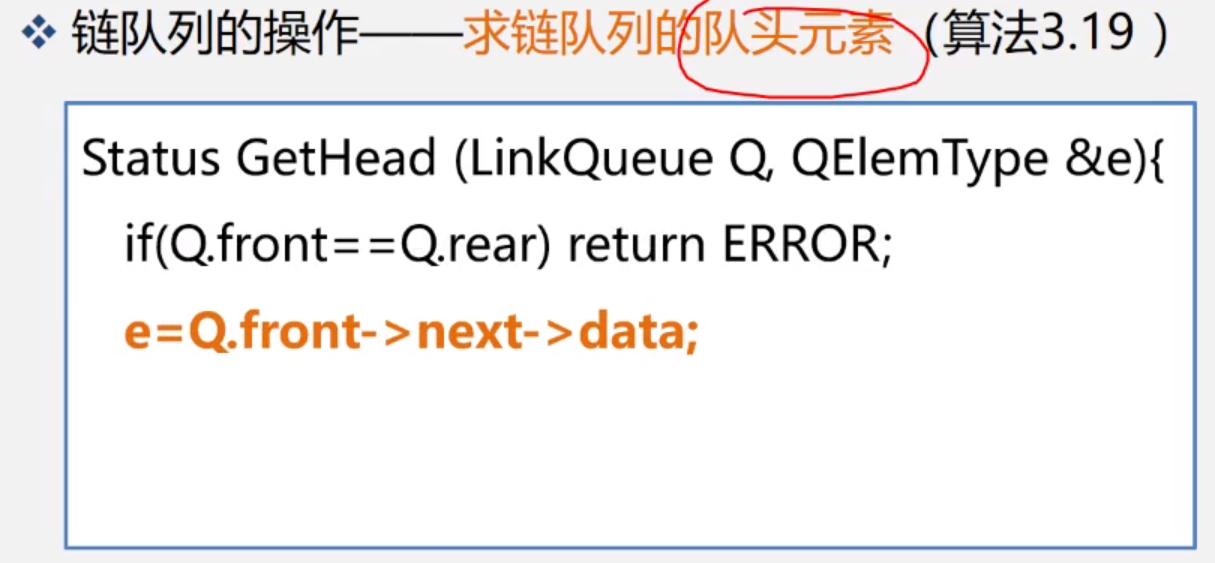 ❖ 链队列的操作——求链队列的队头元素（算法3.19 ）
Status GetHead (LinkQueue Q, QElemType &e){
if(Q.front==Q.rear) return ERROR;
e=Q.front->next->data;